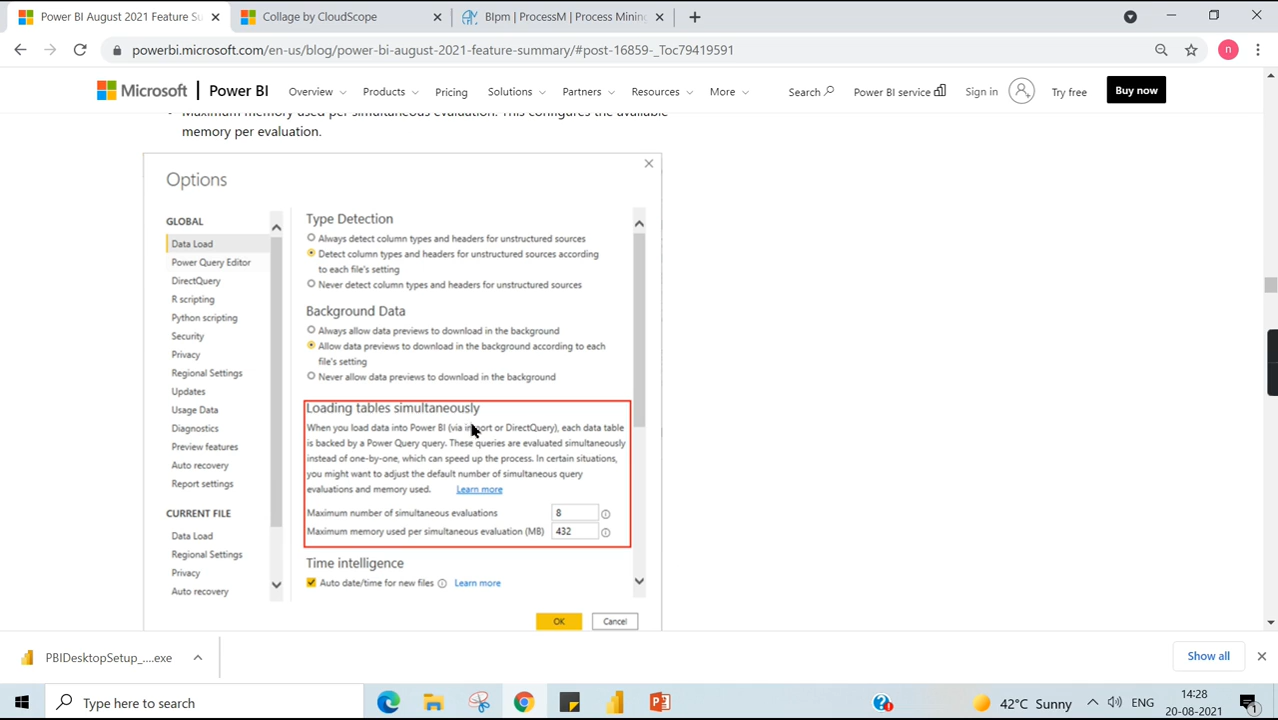 Power BI August 2021 Feature Su
Collage by CloudScope
BIpm | ProcessM | Process Mining
powerbi.microsoft.com/en-us/blog/power-bi-august-2021-feature-summary/#post-16859-_Toc79419591
n
Microsoft | Power BI Overview Products Pricing Solutions Partners Resources More Search Power BI service Sign in Try free Buy now
Maximum memory used per simultaneous evaluation. This configures the available
memory per evaluation.
Options
GLOBAL
Data Load
Power Query Editor
DirectQuery
R scripting
Python scripting
Security
Privacy
Regional Settings
Updates
Usage Data
Diagnostics
Preview features
Auto recovery
Report settings
CURRENT FILE
Data Load
Regional Settings
Privacy
Auto recovery
Type Detection
Always detect column types and headers for unstructured sources
Detect column types and headers for unstructured sources according
to each file's setting
Never detect column types and headers for unstructured sources
Background Data
Always allow data previews to download in the background
Allow data previews to download in the background according to each
file's setting
Never allow data previews to download in the background
Loading tables simultaneously
When you load data into Power BI (via import or DirectQuery), each data table
is backed by a Power Query query. These queries are evaluated simultaneously
instead of one-by-one, which can speed up the process. In certain situations,
you might want to adjust the default number of simultaneous query
evaluations and memory used. Learn more
Maximum number of simultaneous evaluations 8
Maximum memory used per simultaneous evaluation (MB) 432
Time intelligence
Auto date/time for new files Learn more
OK Cancel
PBIDesktopSetup_....exe
Show all
Type here to search
42°C Sunny
ENG
14:28
20-08-2021
1